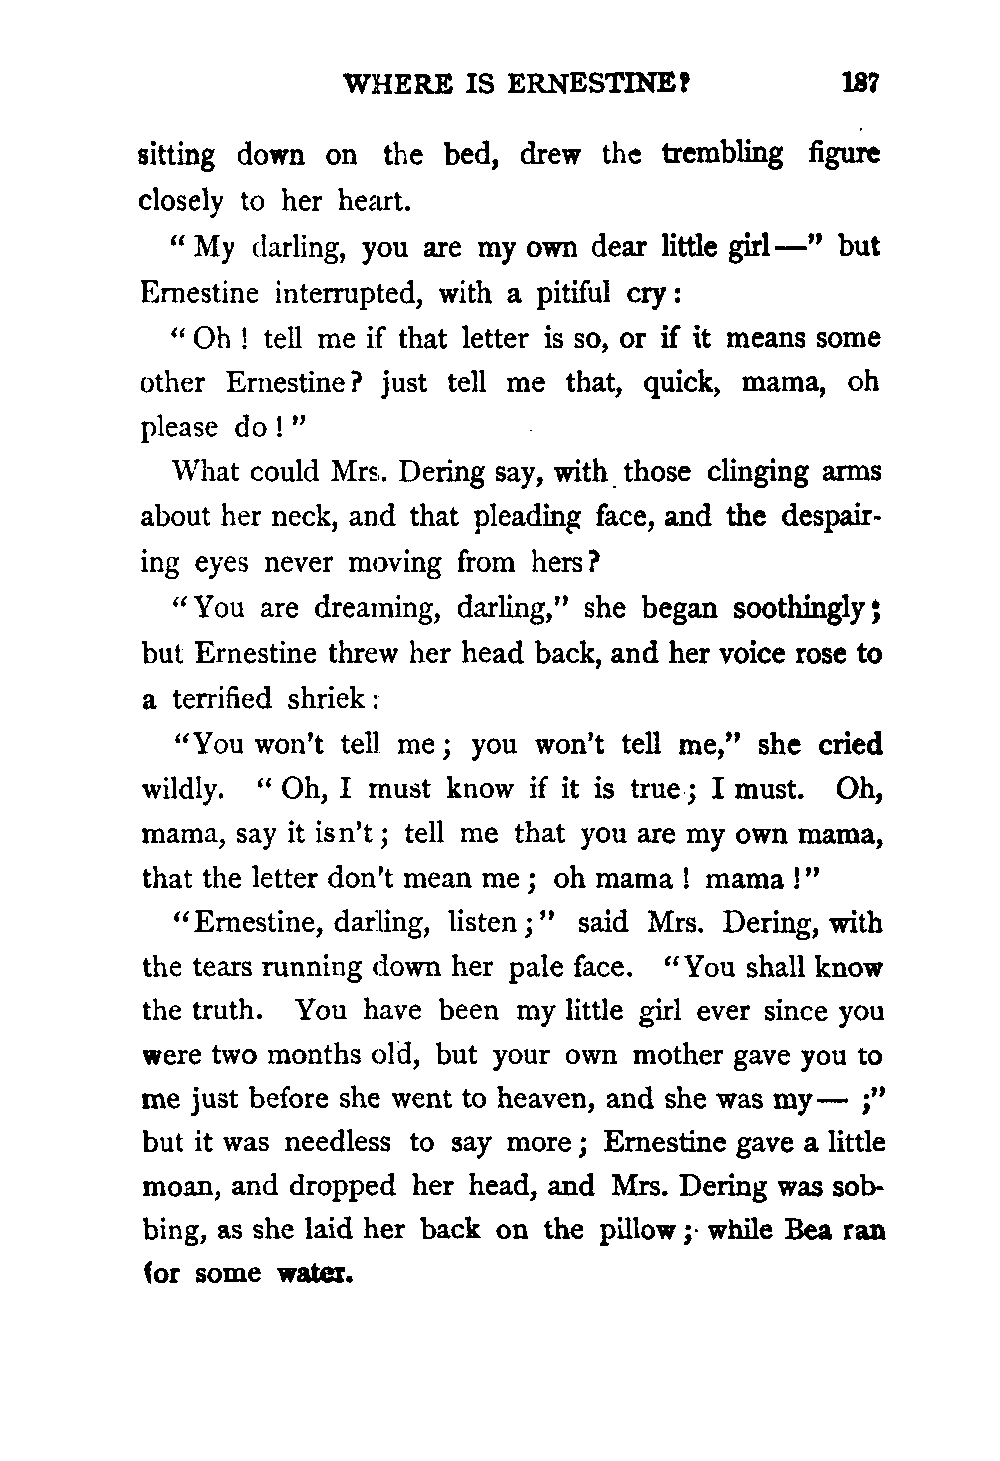 WHERE IS ERNESTINE? 187
sitting down on the bed, drew the trembling figure
closely to her heart.
" My darling, you are my own dear little girl—" but
Ernestine interrupted, with a pitiful cry :
" Oh ! tell me if that letter is so, or if it means some
other Ernestine? just tell me that, quick, mama, oh
please do ! "
What could Mrs. Dering say, with those clinging arms
about her neck, and that pleading face, and the despair-
ing eyes never moving from hers?
"You are dreaming, darling," she began soothingly;
but Ernestine threw her head back, and her voice rose to
a terrified shriek :
"You won't tell me ; you won't tell me," she cried
wildly. " Oh, I must know if it is true ; I must. Oh,
mama, say it isn't ; tell me that you are my own mama,
that the letter don't mean me ; oh mama ! mama !"
"Ernestine, darling, listen ;" said Mrs. Dering, with
the tears running down her pale face. "You shall know
the truth. You have been my little girl ever since you
were two months old, but your own mother gave you to
me just before she went to heaven, and she was my— ;"
but it was needless to say more ; Ernestine gave a little
moan, and dropped her head, and Mrs. Dering was sob-
bing, as she laid her back on the pillow ; while Bea ran
for some water.